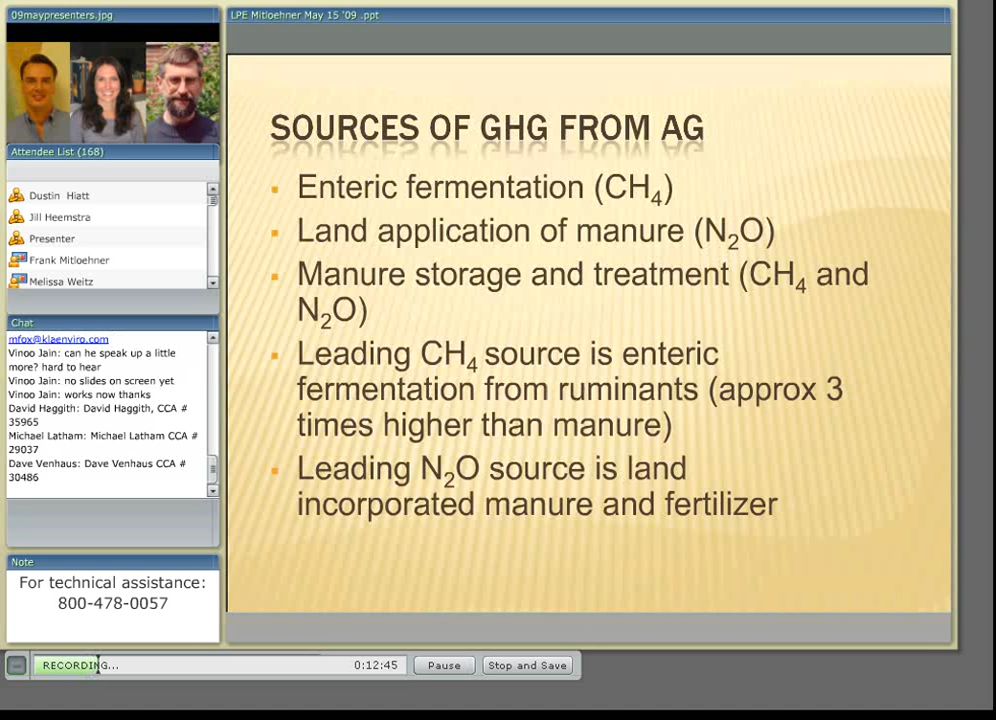 09maypresenters.jpg
Attendee List (168)
Dustin Hiatt
Jill Heemstra
Presenter
Frank Mitloehner
Melissa Weitz
Chat
mfox@klaenviro.com
Vinoo Jain: can he speak up a little
more? hard to hear
Vinoo Jain: no slides on screen yet
Vinoo Jain: works now thanks
David Haggith: David Haggith, CCA #
35965
Michael Latham: Michael Latham CCA #
29037
Dave Venhaus: Dave Venhaus CCA #
30486
Note
For technical assistance:
800-478-0057
LPE Mitloehner May 15 '09 .ppt
SOURCES OF GHG FROM AG
▪ Enteric fermentation (CH₄)
▪ Land application of manure (N₂O)
▪ Manure storage and treatment (CH₄ and
N₂O)
▪ Leading CH₄ source is enteric
fermentation from ruminants (approx 3
times higher than manure)
▪ Leading N₂O source is land
incorporated manure and fertilizer
RECORDING... 0:12:45 Pause Stop and Save